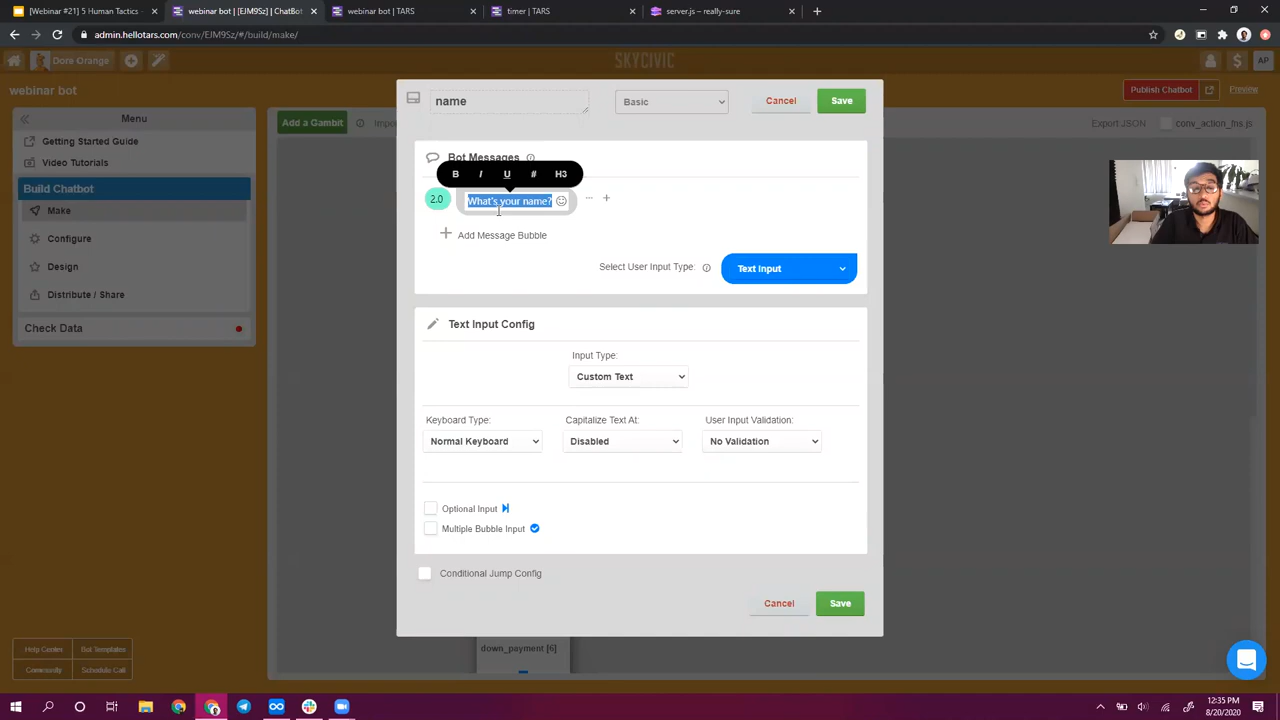 [Webinar #21] 5 Human Tactics
webinar bot [EJM9Sz] | ChatBot
webinar bot | TARS
timer | TARS
server.js – really-sure
admin.hellotars.com/conv/EJM9Sz/#/build/make/
Dore Orange
SKYCIVIC
AP
webinar bot
Publish Chatbot
Preview
Menu
Add a Gambit
Export JSON
conv_action_fns.js
Getting Started Guide
Video Tutorials
Build Chatbot
Make
Configure
Design
Distribute / Share
Check Data
name
Basic
Cancel
Save
Bot Messages
B I U # H3
2.0
What's your name?
Add Message Bubble
Select User Input Type:
Text Input
Text Input Config
Input Type:
Custom Text
Keyboard Type:
Capitalize Text At:
User Input Validation:
Normal Keyboard
Disabled
No Validation
Optional Input
Multiple Bubble Input
Conditional Jump Config
Cancel
Save
down_payment [6]
Help Center
Bot Templates
Community
Schedule Call
12:35 PM
8/20/2020